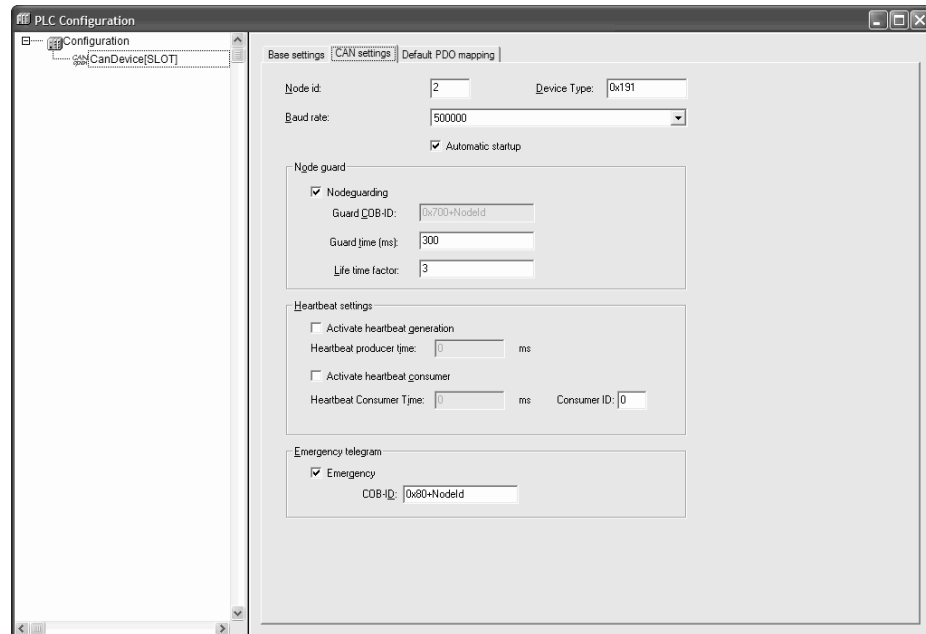 PLC Configuration
Configuration
CAN open CanDevice[SLOT]
Base settings CAN settings Default PDO mapping
Node id: 2 Device Type: 0x191
Baud rate: 500000
Automatic startup
Node guard
Nodeguarding
Guard COB-ID: 0x700+NodeId
Guard time (ms): 300
Life time factor: 3
Heartbeat settings
Activate heartbeat generation
Heartbeat producer time: 0 ms
Activate heartbeat consumer
Heartbeat Consumer Time: 0 ms Consumer ID: 0
Emergency telegram
Emergency
COB-ID: 0x80+NodeId